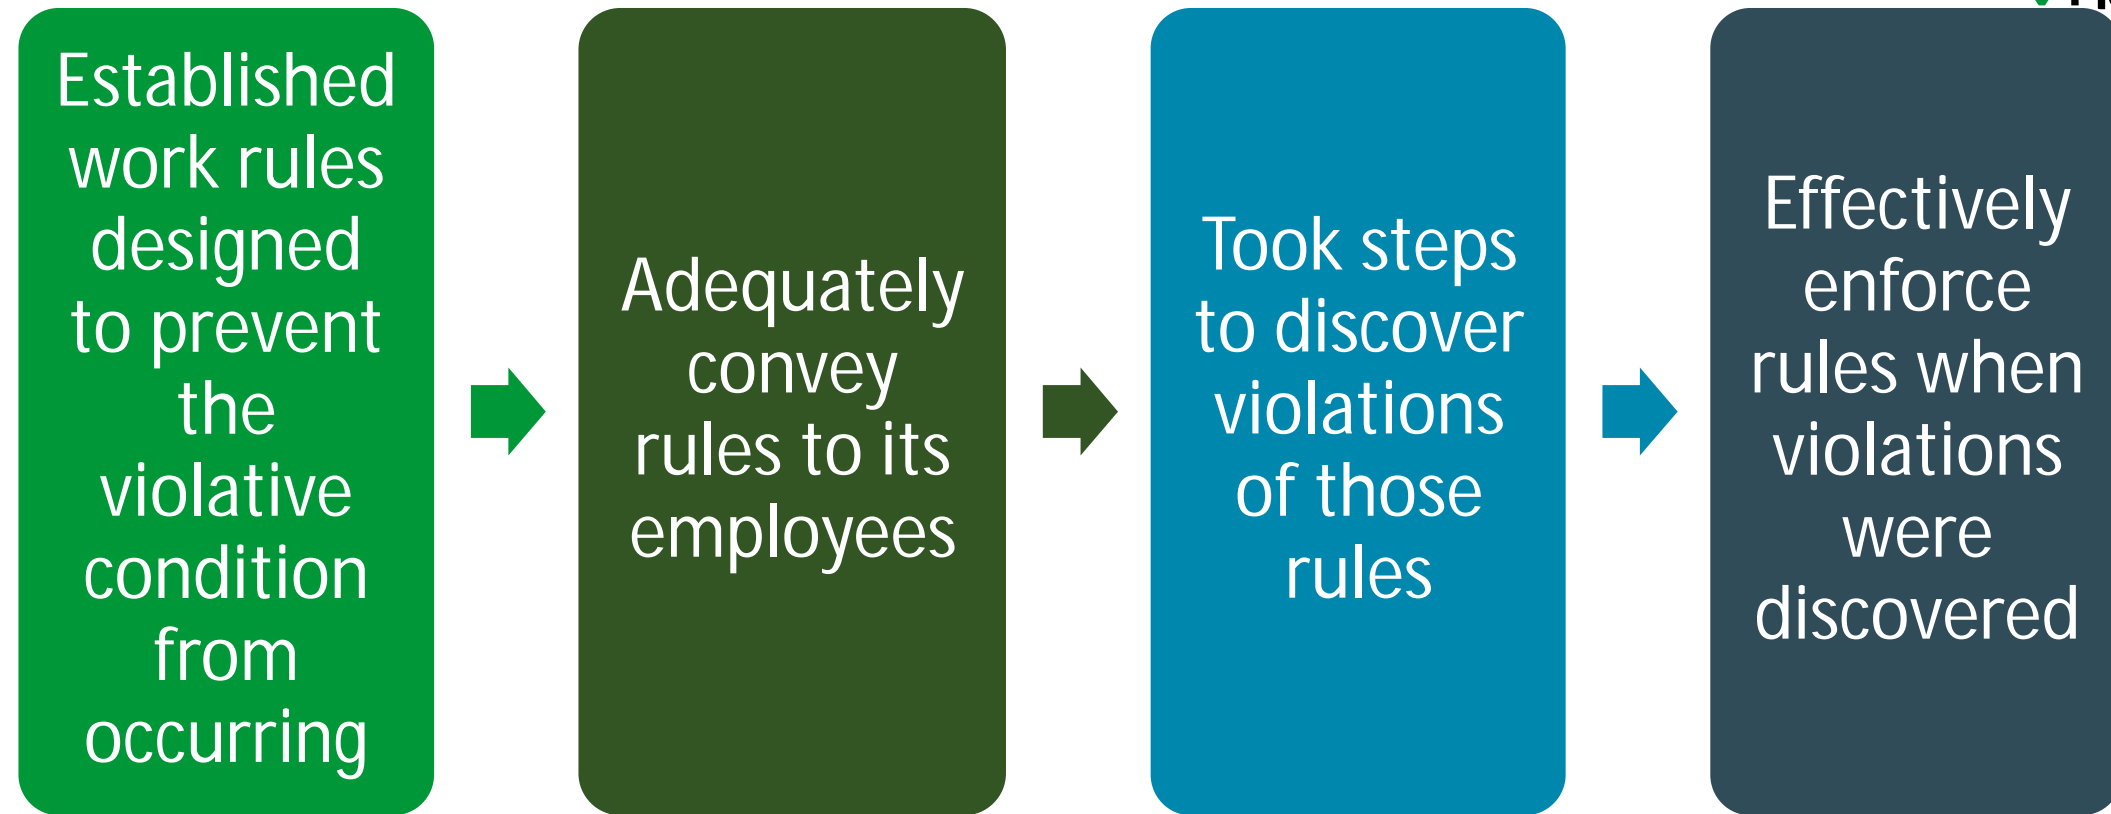 Established
work rules
designed
to prevent
the
violative
condition
from
occurring
Adequately
convey
rules to its
employees
Took steps
to discover
violations
of those
rules
Effectively
enforce
rules when
violations
were
discovered